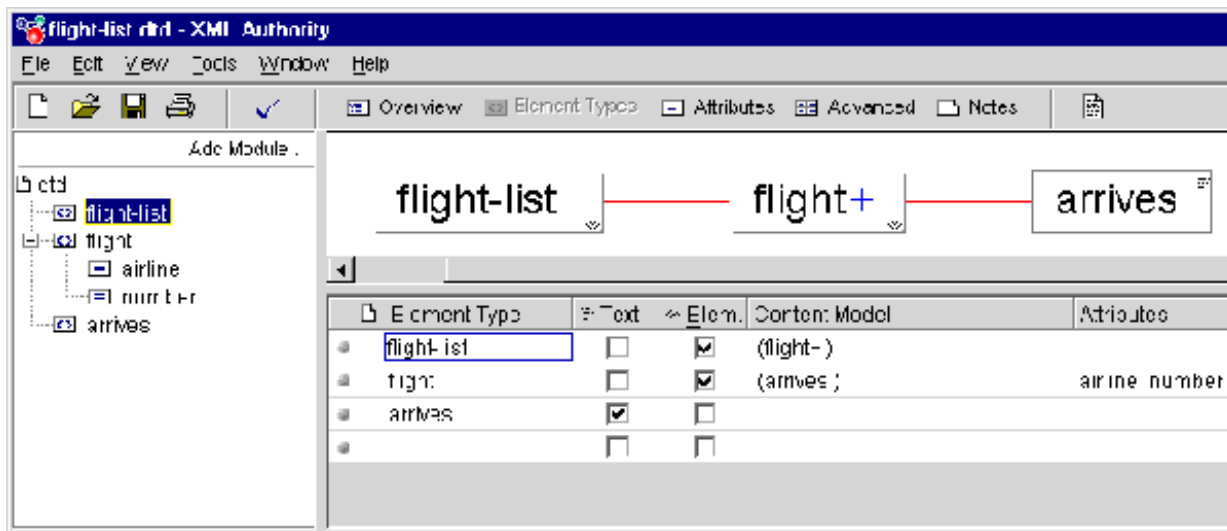 flight-list dtd - XML Authority
File Edit View Tools Window Help
Overview Element Types Attributes Advanced Notes
Add Module .
dtd
flight-list
flight
airline
number
arrives
flight-list flight+ arrives
Element Type Text Elem. Content Model Attributes
flight-list (flight+)
flight (arrives) airline number
arrives